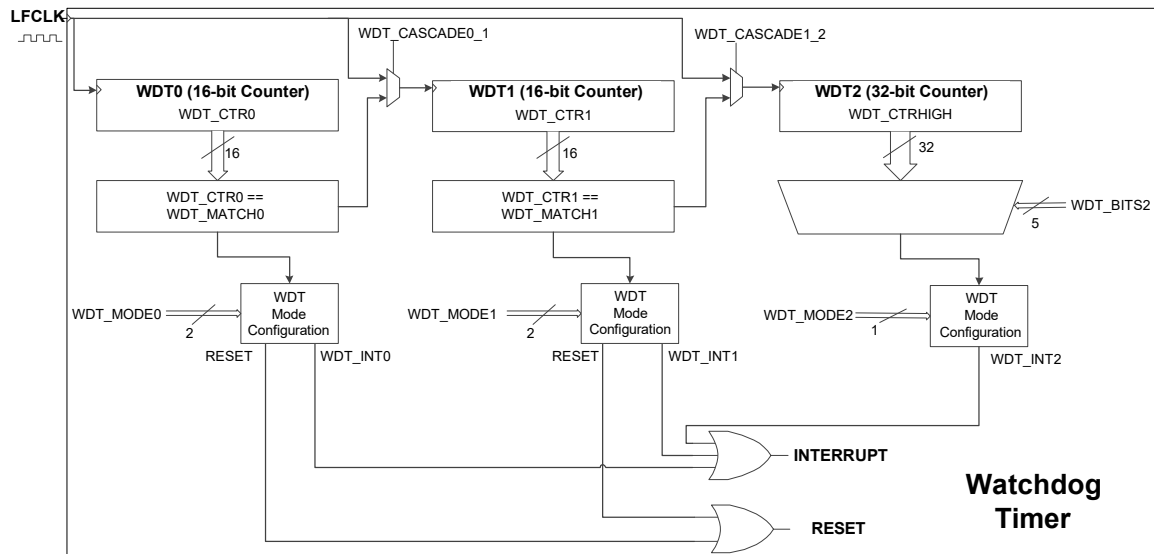 LFCLK
WDT_CASCADE0_1
WDT_CASCADE1_2
WDT0 (16-bit Counter)
WDT_CTR0
WDT1 (16-bit Counter)
WDT_CTR1
WDT2 (32-bit Counter)
WDT_CTRHIGH
16
16
32
WDT_CTR0 ==
WDT_MATCH0
WDT_CTR1 ==
WDT_MATCH1
WDT_BITS2
5
WDT_MODE0
2
WDT
Mode
Configuration
WDT_MODE1
2
WDT
Mode
Configuration
WDT_MODE2
1
WDT
Mode
Configuration
RESET
WDT_INT0
RESET
WDT_INT1
WDT_INT2
INTERRUPT
RESET
Watchdog
Timer